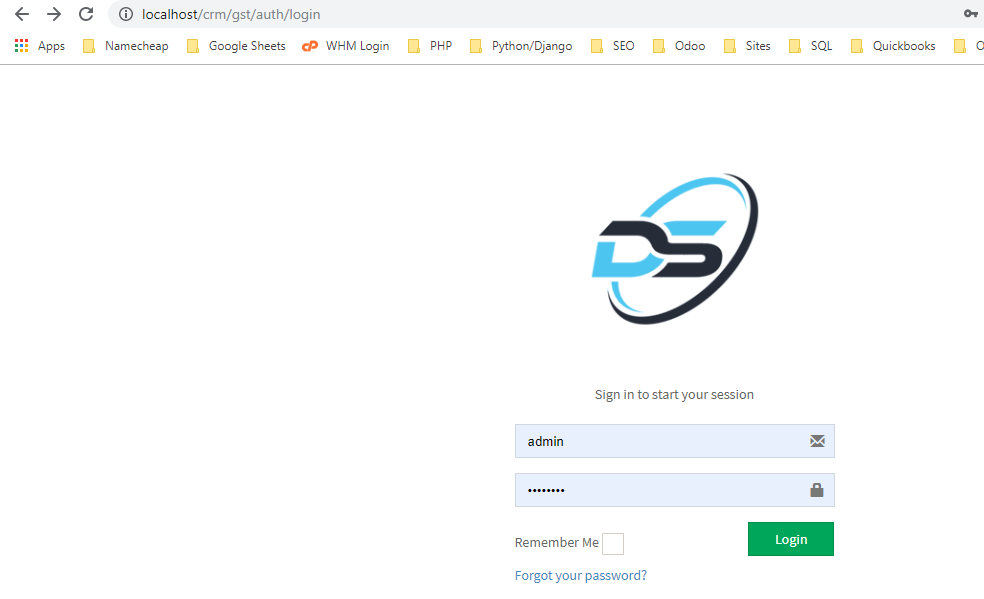 localhost/crm/gst/auth/login
Apps Namecheap Google Sheets WHM Login PHP Python/Django SEO Odoo Sites SQL Quickbooks O
DS
Sign in to start your session
admin
••••••••
Remember Me
Login
Forgot your password?